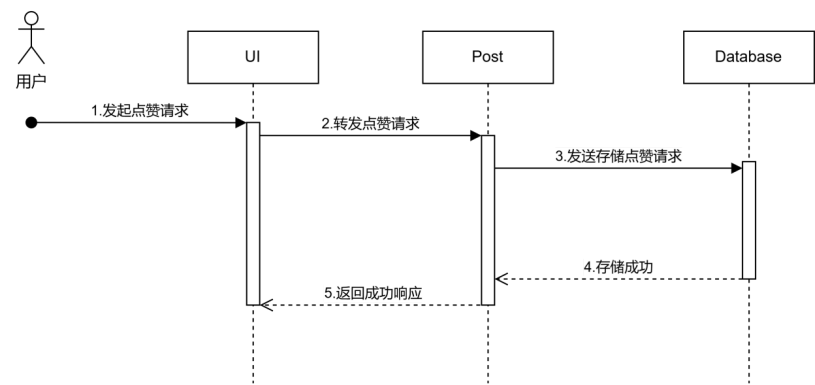 用户
UI
Post
Database
1.发起点赞请求
2.转发点赞请求
3.发送存储点赞请求
4.存储成功
5.返回成功响应